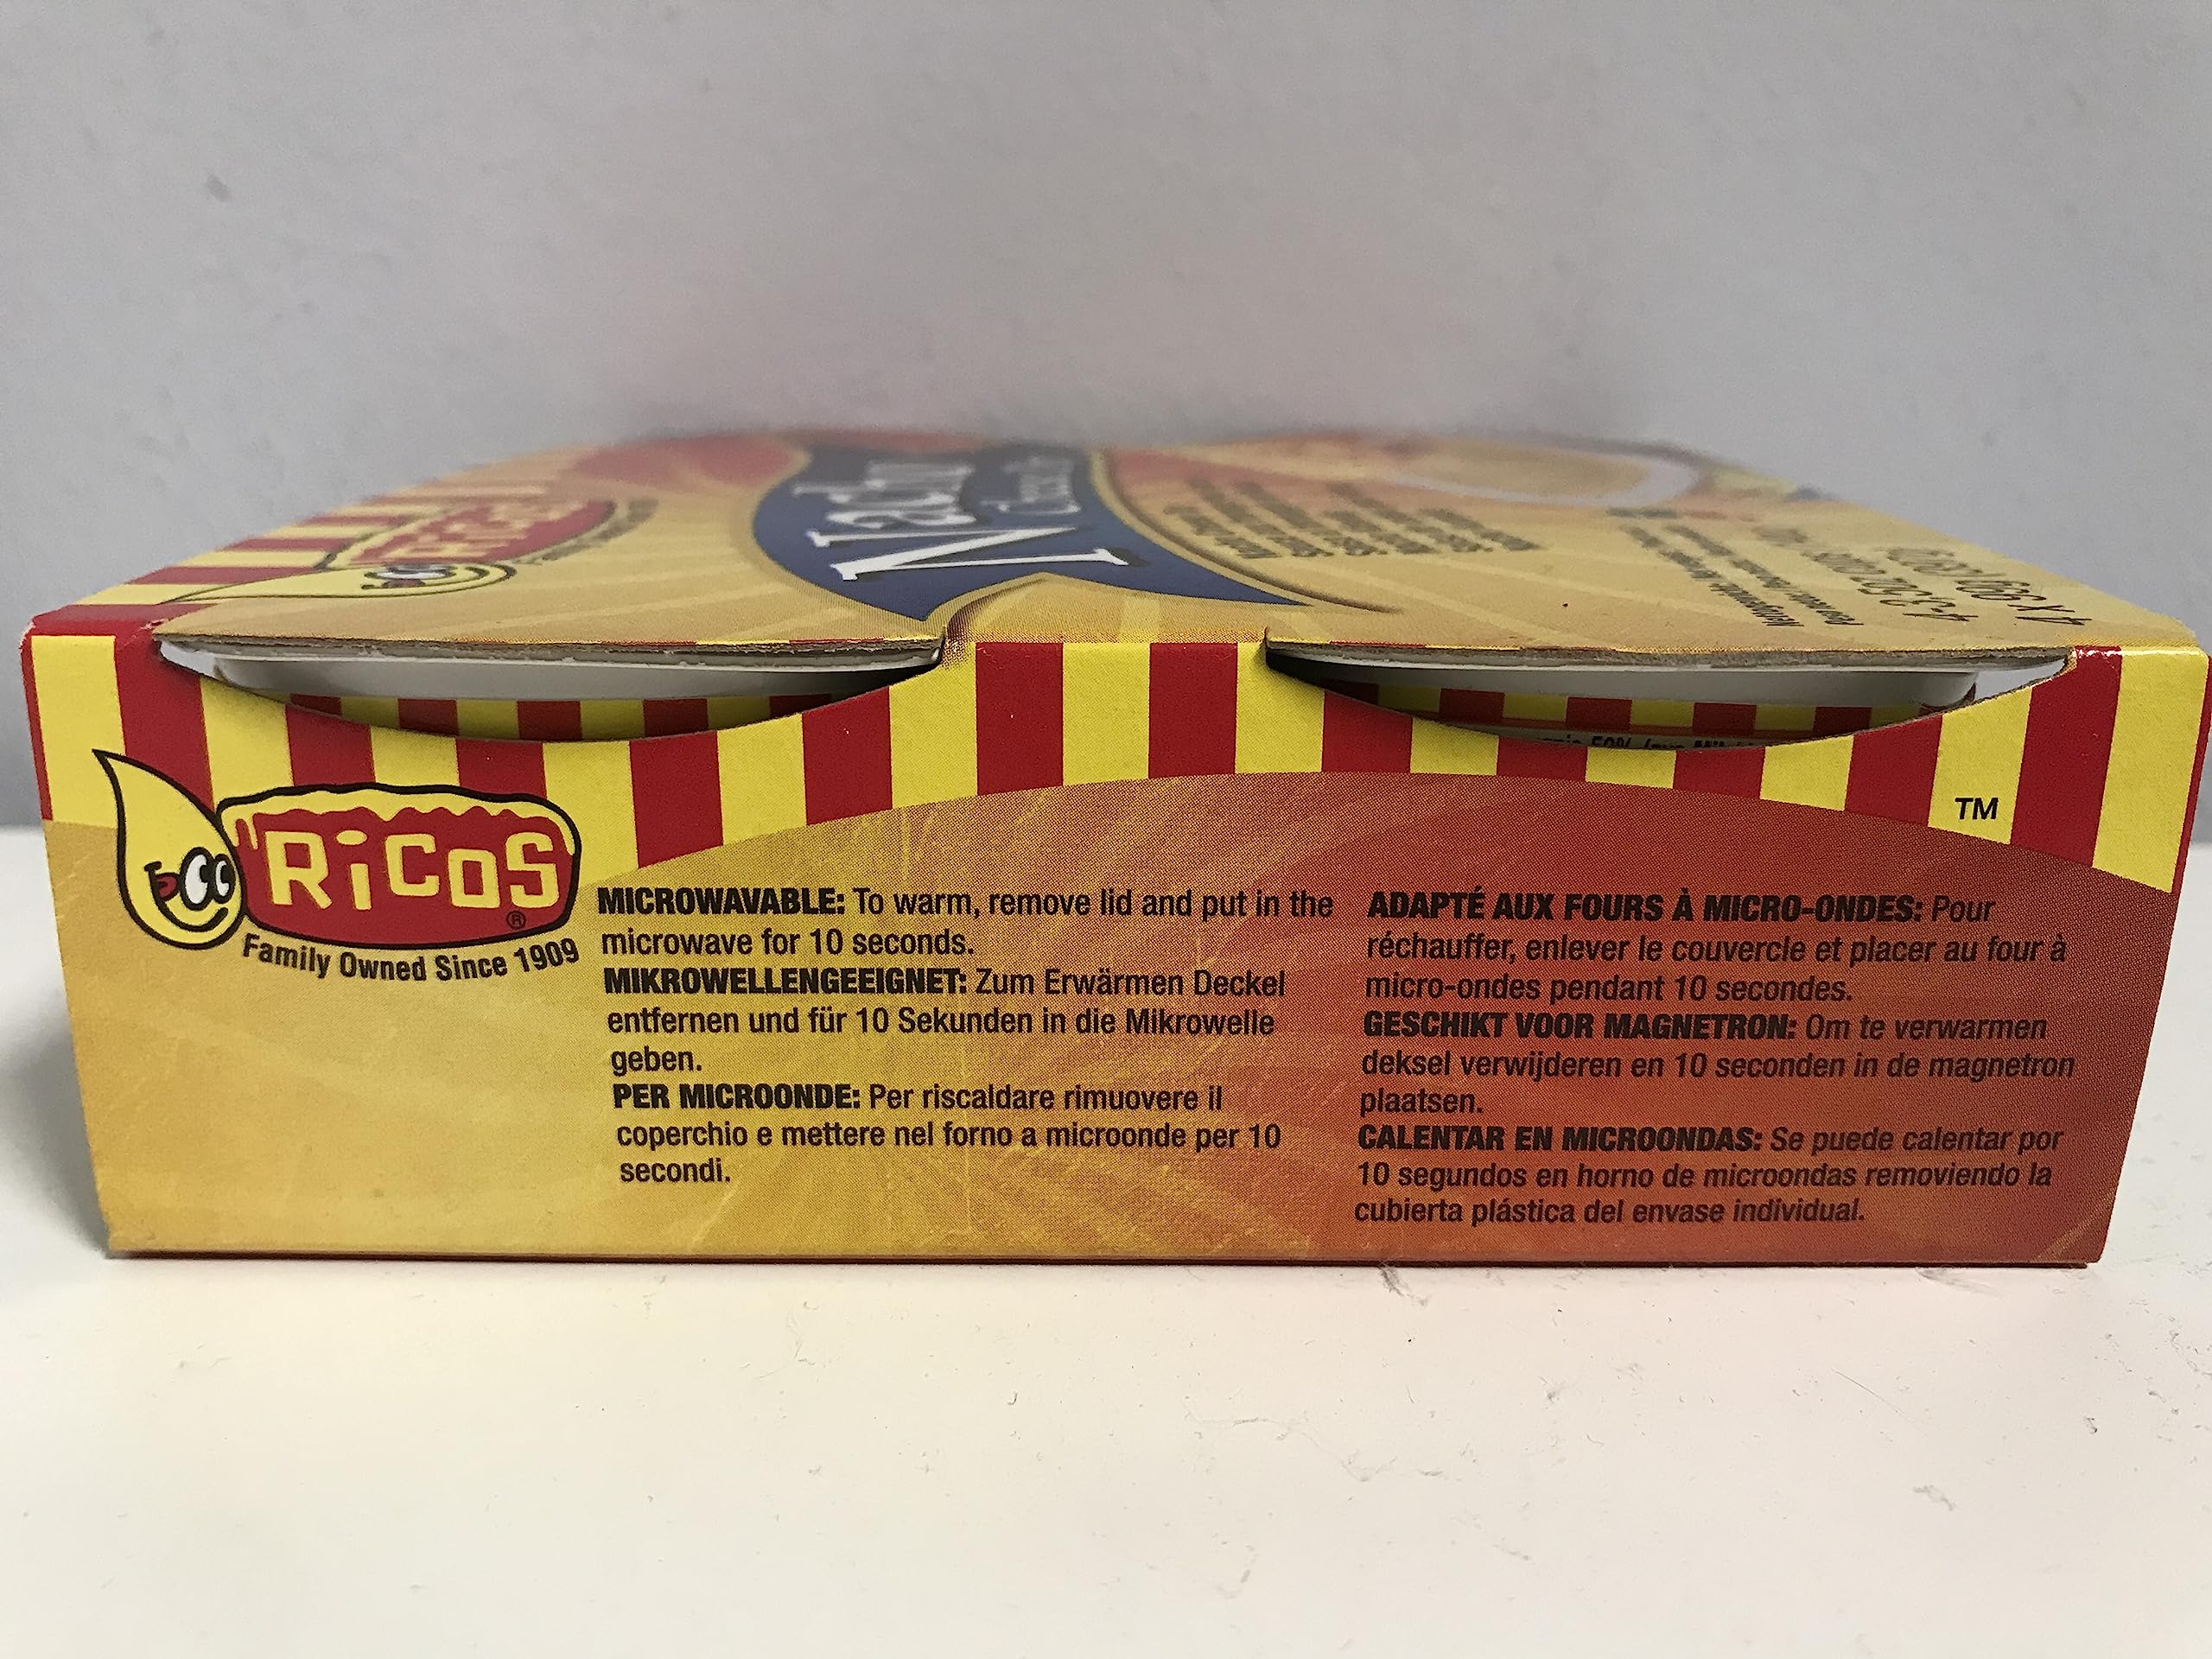 Nacho
RicoS
®
Family Owned Since 1909
TM
MICROWAVABLE: To warm, remove lid and put in the
microwave for 10 seconds.
MIKROWELLENGEEIGNET: Zum Erwärmen Deckel
entfernen und für 10 Sekunden in die Mikrowelle
geben.
PER MICROONDE: Per riscaldare rimuovere il
coperchio e mettere nel forno a microonde per 10
secondi.
ADAPTÉ AUX FOURS À MICRO-ONDES: Pour
réchauffer, enlever le couvercle et placer au four à
micro-ondes pendant 10 secondes.
GESCHIKT VOOR MAGNETRON: Om te verwarmen
deksel verwijderen en 10 seconden in de magnetron
plaatsen.
CALENTAR EN MICROONDAS: Se puede calentar por
10 segundos en horno de microondas removiendo la
cubierta plástica del envase individual.